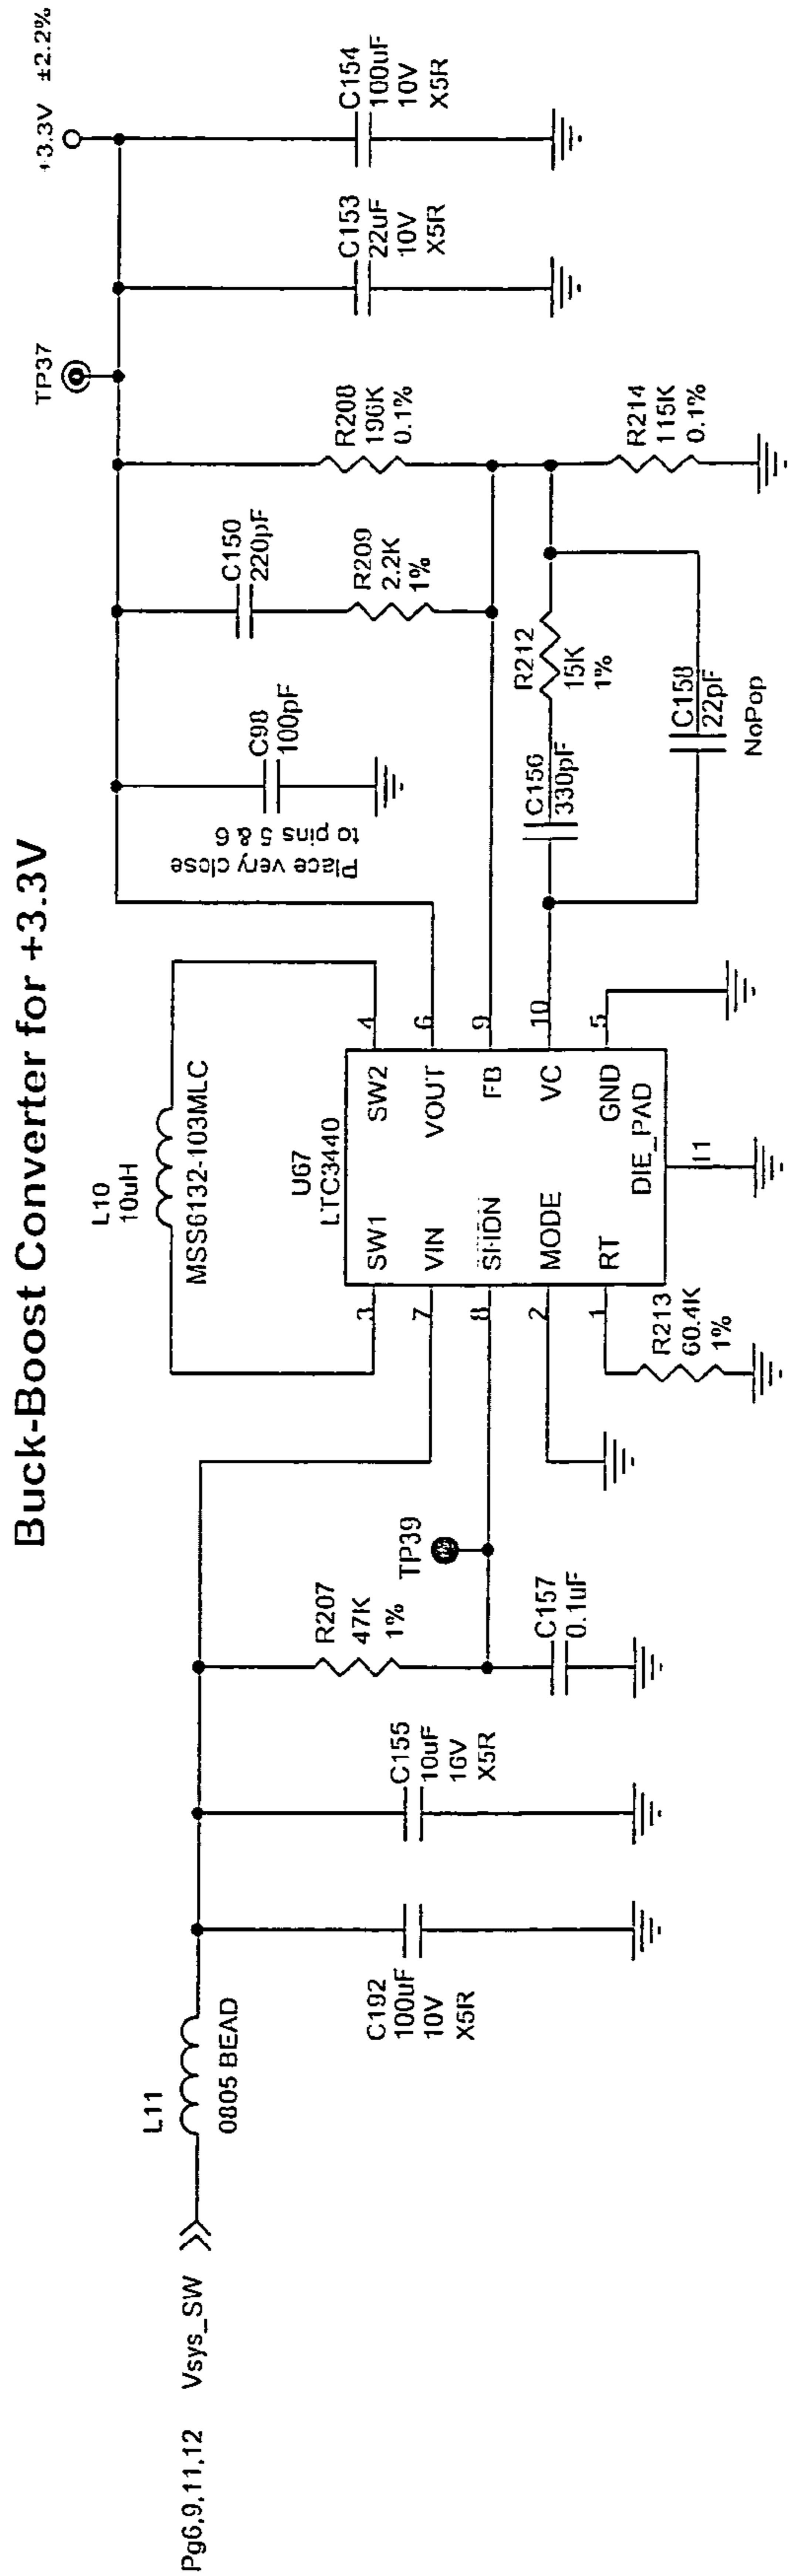 Buck-Boost Converter for +3.3V
Pg6,9,11,12 Vsys_SW
L11
0805 BEAD
C192
100uF
10V
X5R
C155
10uF
16V
X5R
R207
47K
1%
C157
0.1uF
TP39
L10
10uH
MSS6132-103MLC
U67
LTC3440
3 SW1
7 VIN
8 SHDN
2 MODE
1 RT
SW2 4
VOUT 6
FB 9
VC 10
GND 5
DIE_PAD
11
R213
60.4K
1%
Place very close
to pins 5 & 6
C98
100pF
C150
220pF
R209
2.2K
1%
C156
330pF
R212
15K
1%
C158
22pF
NoPop
R208
196K
0.1%
R214
115K
0.1%
TP37
C153
22uF
10V
X5R
C154
100uF
10V
X5R
+3.3V ±2.2%